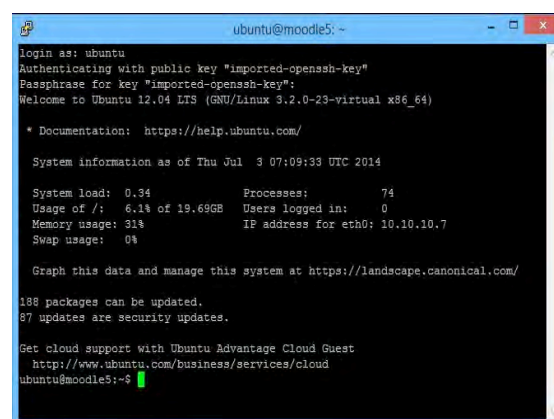 ubuntu@moodle5: ~
login as: ubuntu
Authenticating with public key "imported-openssh-key"
Passphrase for key "imported-openssh-key":
Welcome to Ubuntu 12.04 LTS (GNU/Linux 3.2.0-23-virtual x86_64)
* Documentation: https://help.ubuntu.com/
System information as of Thu Jul 3 07:09:33 UTC 2014
System load: 0.34 Processes: 74
Usage of /: 6.1% of 19.69GB Users logged in: 0
Memory usage: 31% IP address for eth0: 10.10.10.7
Swap usage: 0%
Graph this data and manage this system at https://landscape.canonical.com/
188 packages can be updated.
87 updates are security updates.
Get cloud support with Ubuntu Advantage Cloud Guest
http://www.ubuntu.com/business/services/cloud
ubuntu@moodle5:~$